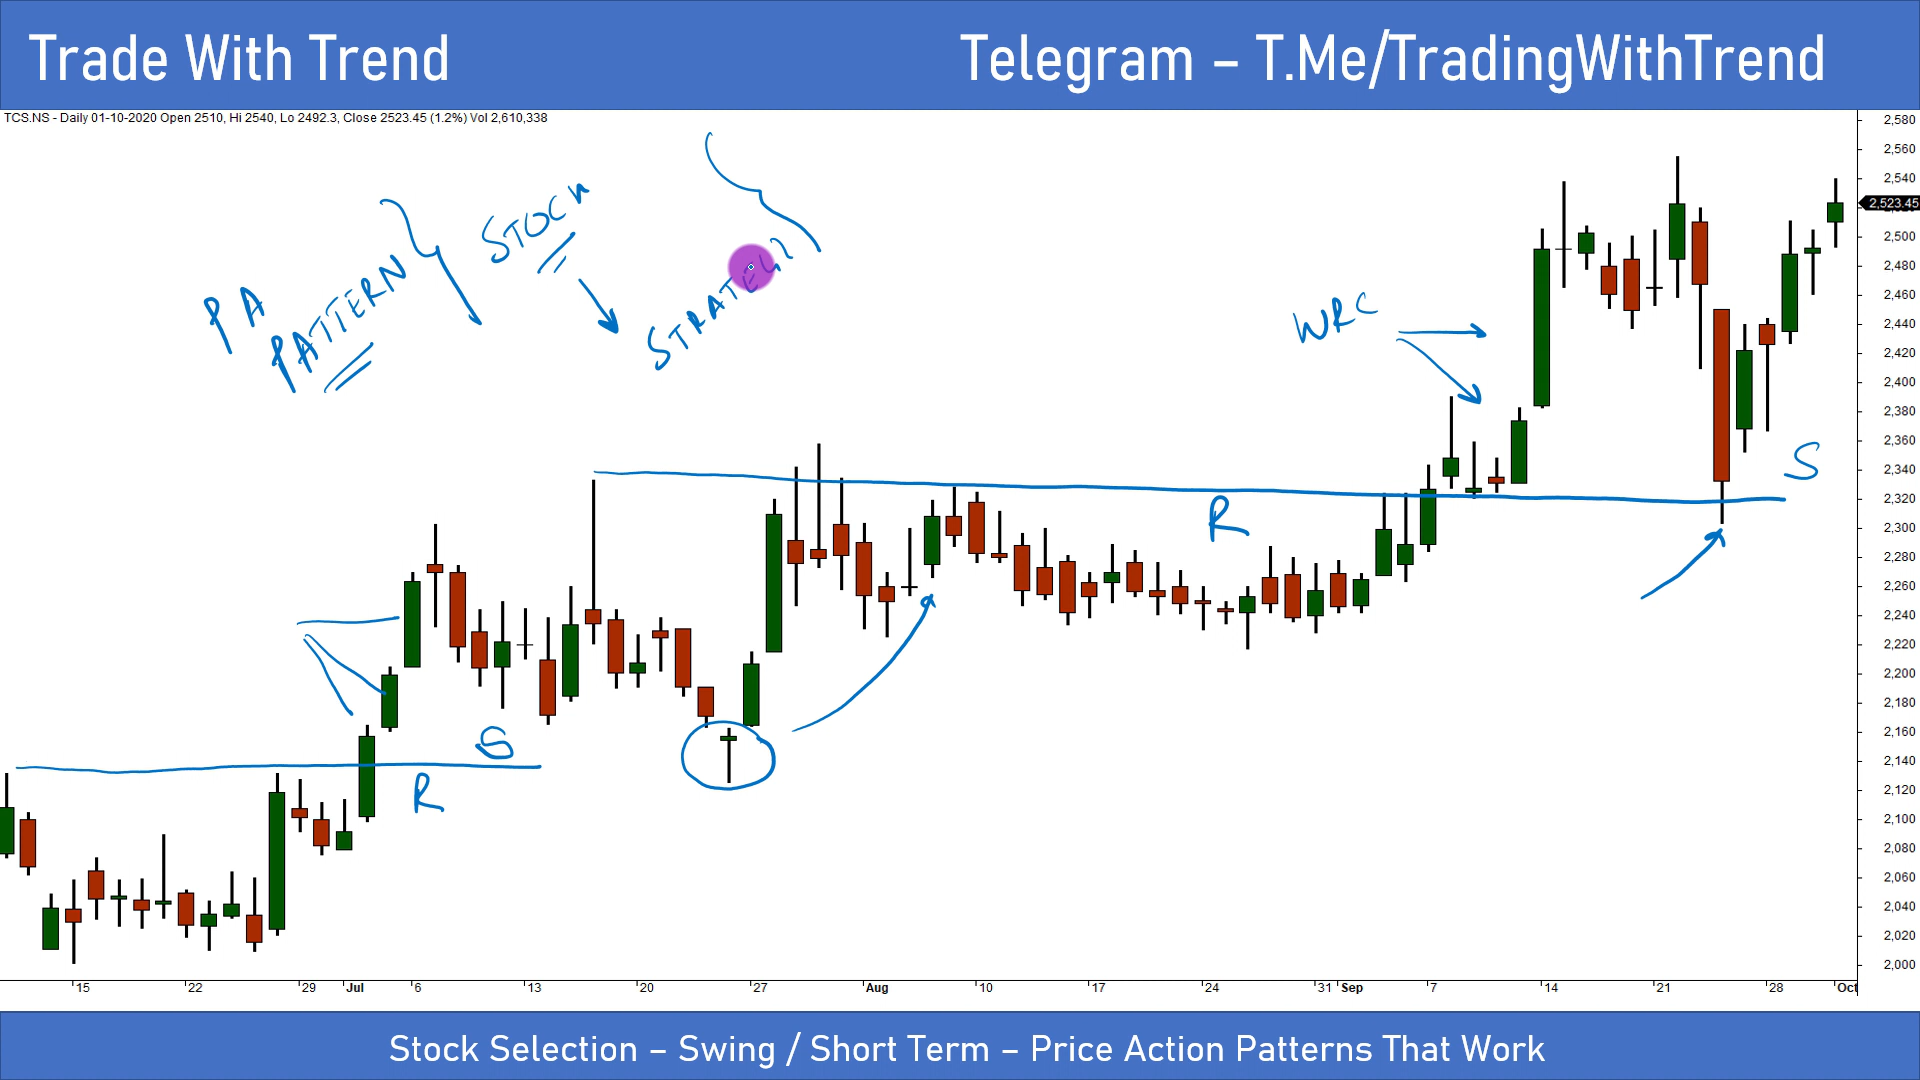 Trade With Trend
Telegram – T.Me/TradingWithTrend
TCS.NS - Daily 01-10-2020 Open 2510, Hi 2540, Lo 2492.3, Close 2523.45 (1.2%) Vol 2,610,338
PA
PATTERN
STOCK
STRATEGY
WRC
S
R
S
R
2,580
2,560
2,540
2,523.45
2,500
2,480
2,460
2,440
2,420
2,400
2,380
2,360
2,340
2,320
2,300
2,280
2,260
2,240
2,220
2,200
2,180
2,160
2,140
2,120
2,100
2,080
2,060
2,040
2,020
2,000
15 22 29 Jul 6 13 20 27 Aug 10 17 24 31 Sep 7 14 21 28 Oct
Stock Selection – Swing / Short Term – Price Action Patterns That Work